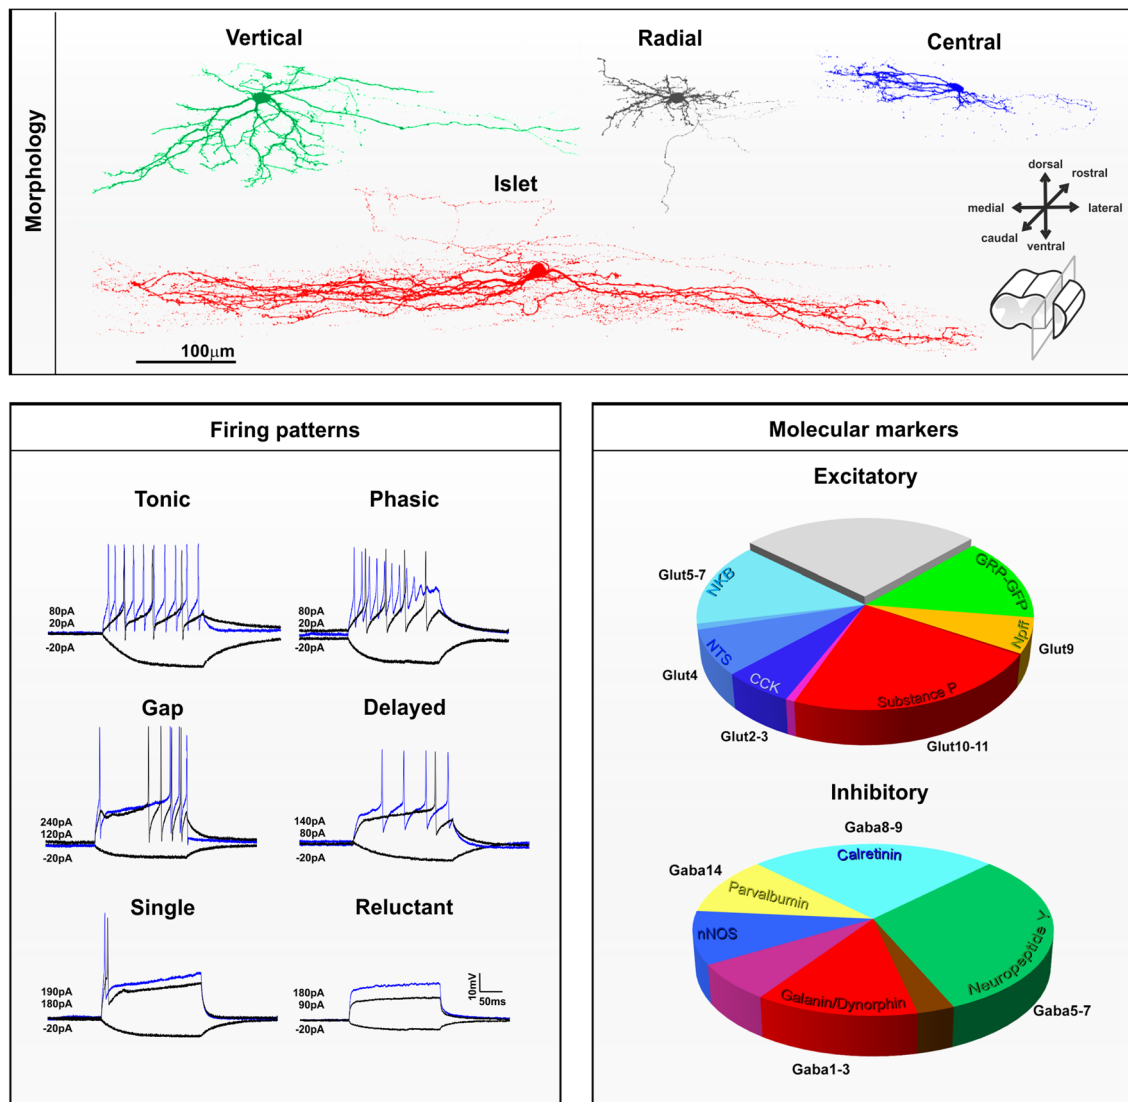 Morphology
Vertical
Radial
Central
Islet
dorsal
rostral
medial
lateral
caudal
ventral
100μm
Firing patterns
Tonic
Phasic
80pA
20pA
-20pA
80pA
20pA
-20pA
Gap
Delayed
240pA
120pA
-20pA
140pA
80pA
-20pA
Single
Reluctant
190pA
180pA
-20pA
180pA
90pA
-20pA
10mV
50ms
Molecular markers
Excitatory
Glut5-7
NKB
GRP-GFP
Npff
Glut9
NTS
Glut4
CCK
Substance P
Glut2-3
Glut10-11
Inhibitory
Gaba8-9
Calretinin
Gaba14
Parvalbumin
nNOS
Neuropeptide Y
Galanin/Dynorphin
Gaba5-7
Gaba1-3